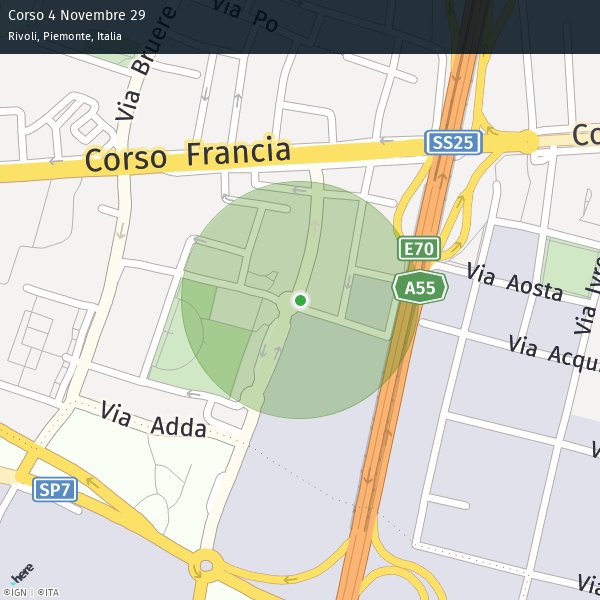 Corso 4 Novembre 29
Rivoli, Piemonte, Italia
Via Po
Via Bruere
SS25
Co
Corso Francia
E70
A55
Via Aosta
Via Ivre
Via Acqui
Via Adda
V
SP7
here
Via
©IGN | ©ITA